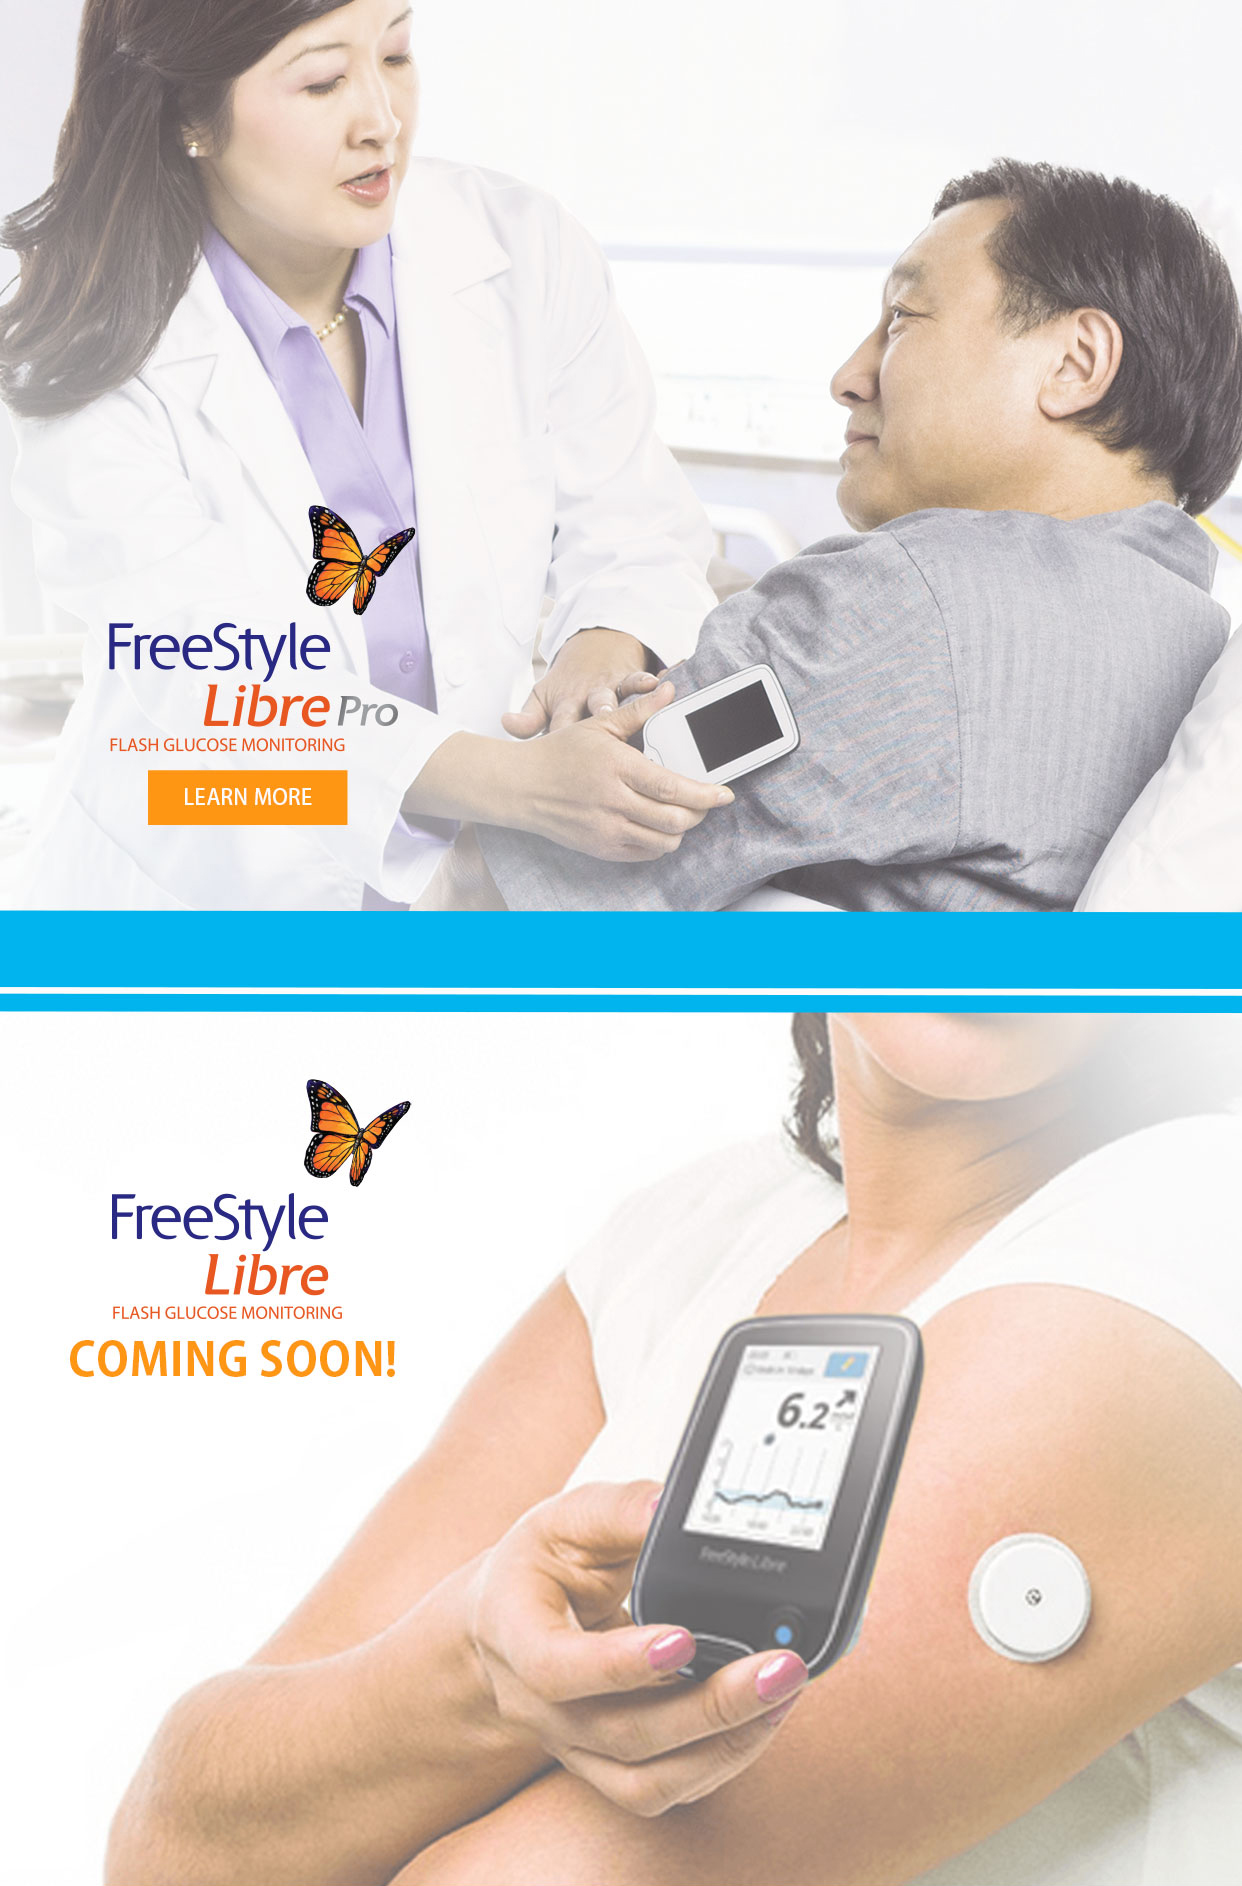 FreeStyle
Libre Pro
FLASH GLUCOSE MONITORING
LEARN MORE
FreeStyle
Libre
FLASH GLUCOSE MONITORING
COMING SOON!
6.2
FreeStyle Libre